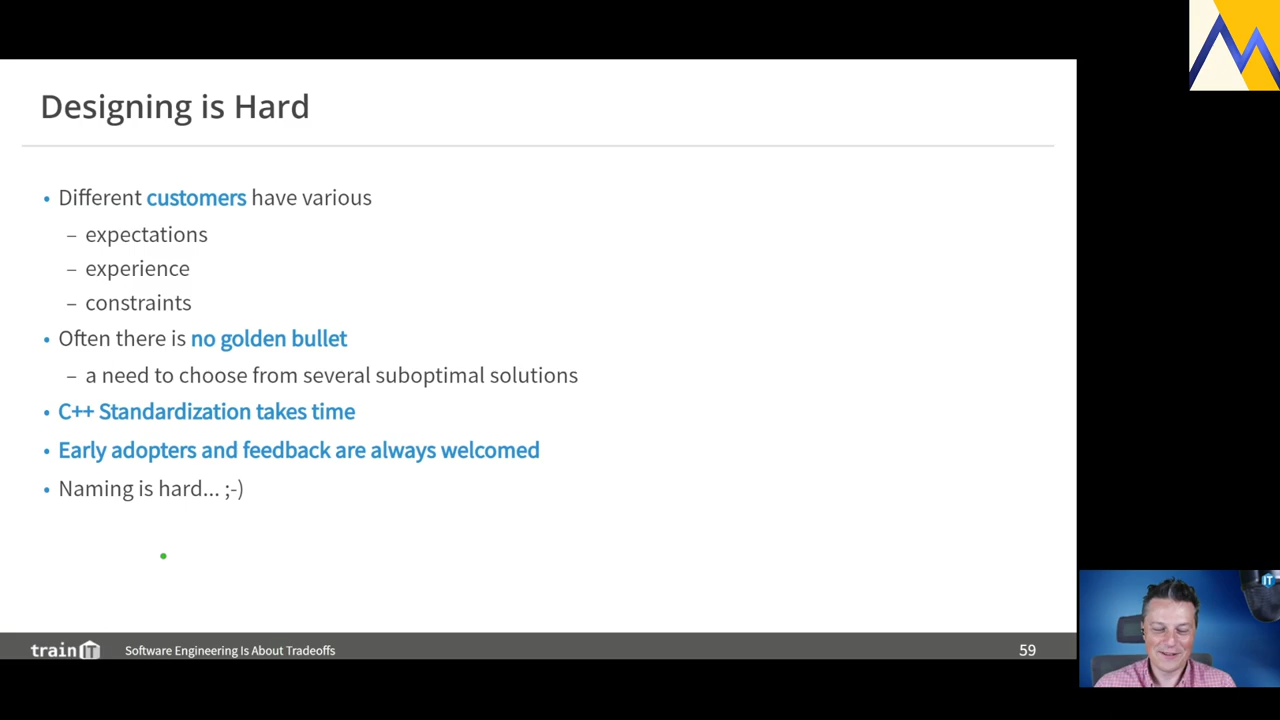 Designing is Hard
• Different customers have various
– expectations
– experience
– constraints
• Often there is no golden bullet
– a need to choose from several suboptimal solutions
• C++ Standardization takes time
• Early adopters and feedback are always welcomed
• Naming is hard... ;-)
train IT
Software Engineering Is About Tradeoffs
59
IT